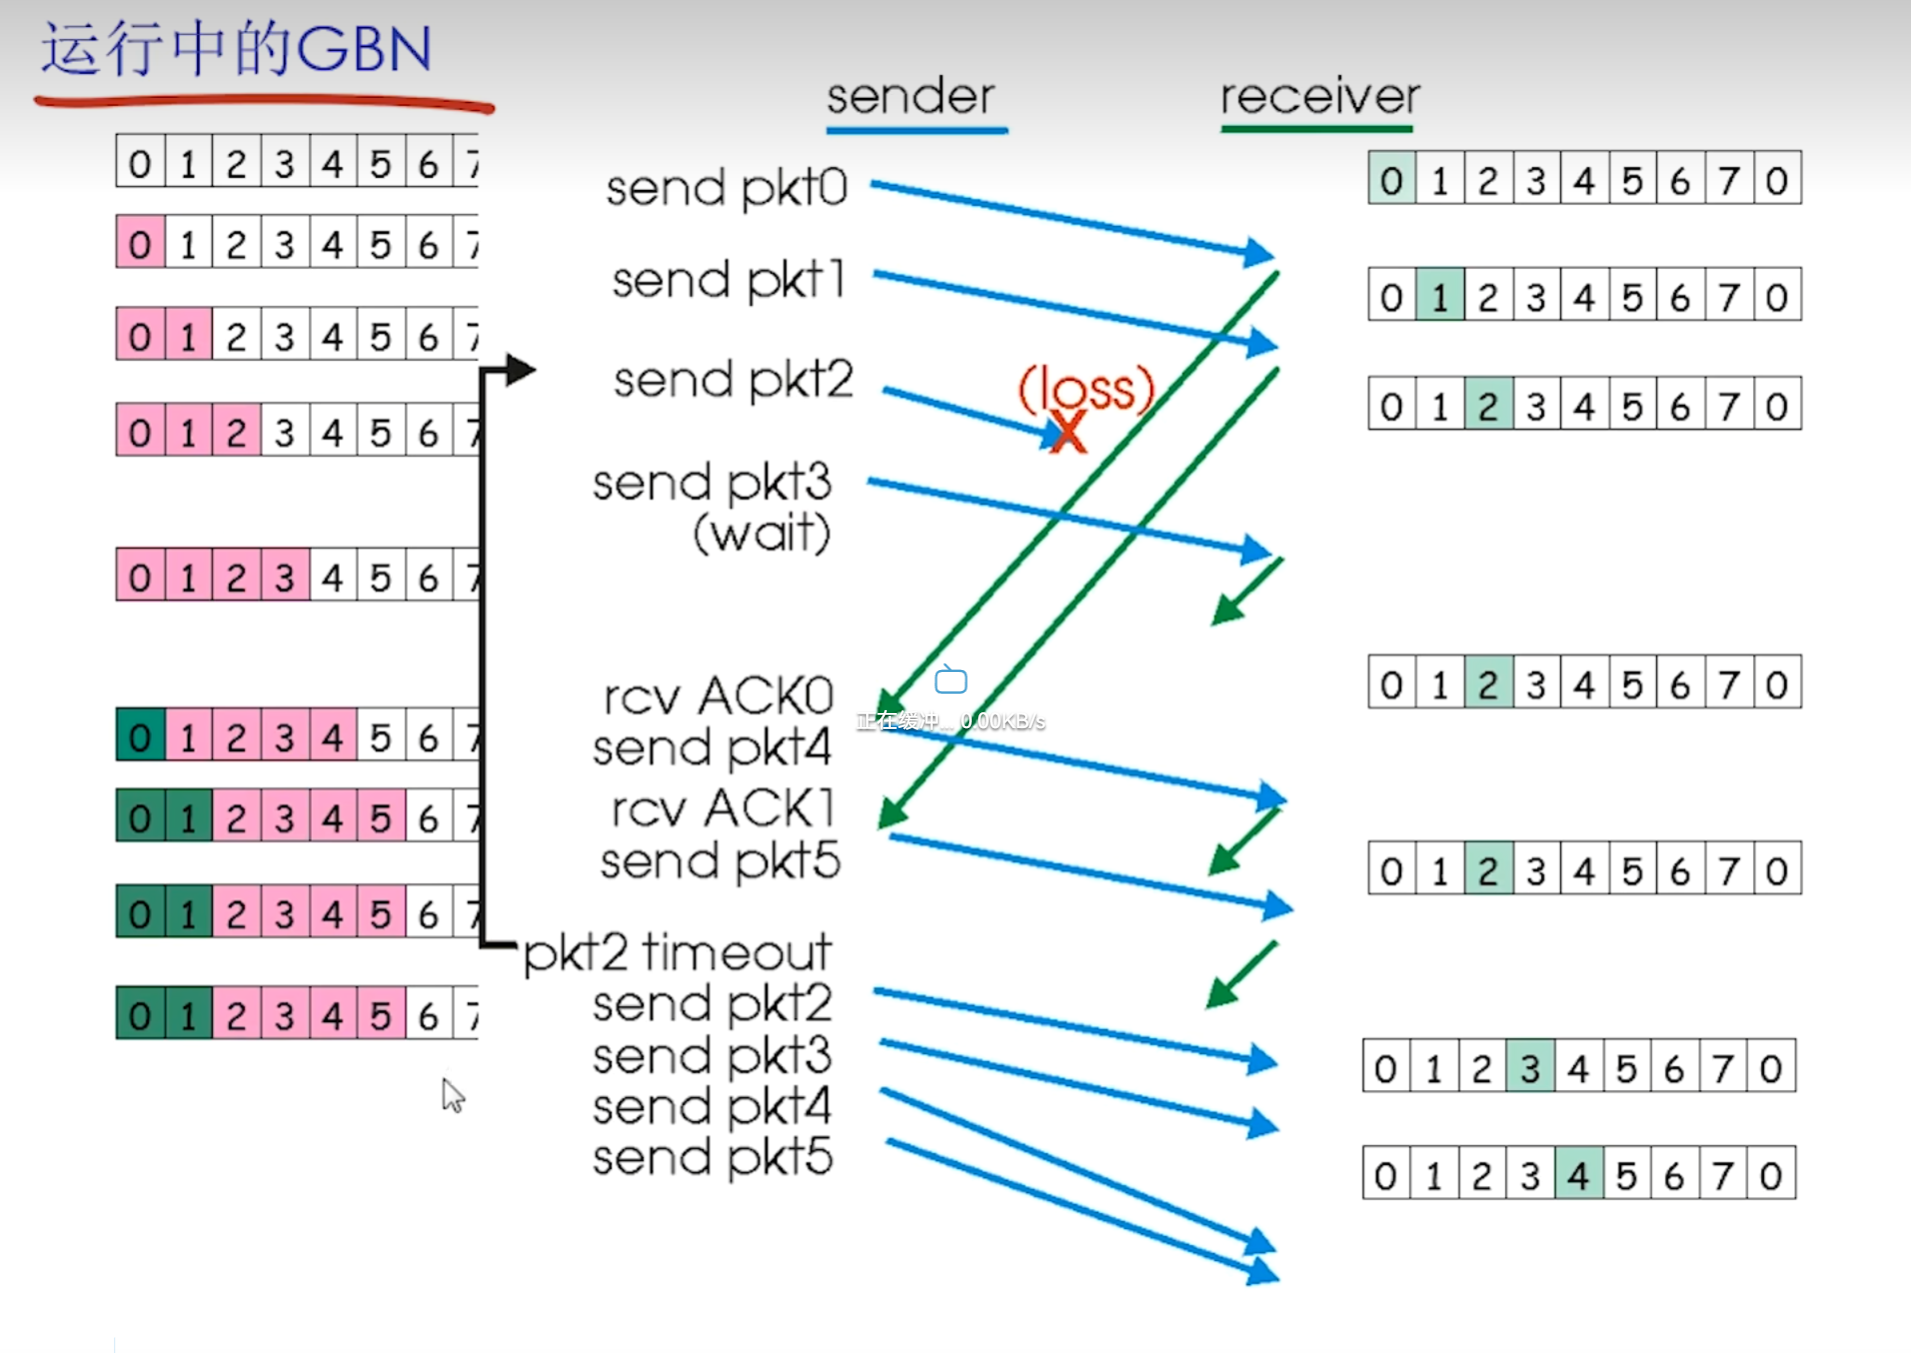 运行中的GBN
sender
receiver
0 1 2 3 4 5 6 7
0 1 2 3 4 5 6 7
0 1 2 3 4 5 6 7
0 1 2 3 4 5 6 7
0 1 2 3 4 5 6 7
0 1 2 3 4 5 6 7
0 1 2 3 4 5 6 7
0 1 2 3 4 5 6 7
0 1 2 3 4 5 6 7
send pkt0
send pkt1
send pkt2
(loss)
X
send pkt3
(wait)
rcv ACK0
正在缓冲... 0.00KB/s
send pkt4
rcv ACK1
send pkt5
pkt2 timeout
send pkt2
send pkt3
send pkt4
send pkt5
0 1 2 3 4 5 6 7 0
0 1 2 3 4 5 6 7 0
0 1 2 3 4 5 6 7 0
0 1 2 3 4 5 6 7 0
0 1 2 3 4 5 6 7 0
0 1 2 3 4 5 6 7 0
0 1 2 3 4 5 6 7 0